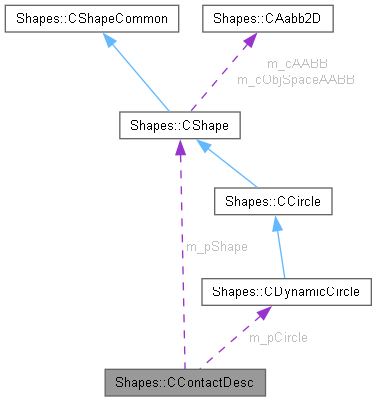 Shapes::CShapeCommon
Shapes::CAabb2D
m_cAABB
m_cObjSpaceAABB
Shapes::CShape
Shapes::CCircle
m_pShape
Shapes::CDynamicCircle
m_pCircle
Shapes::CContactDesc